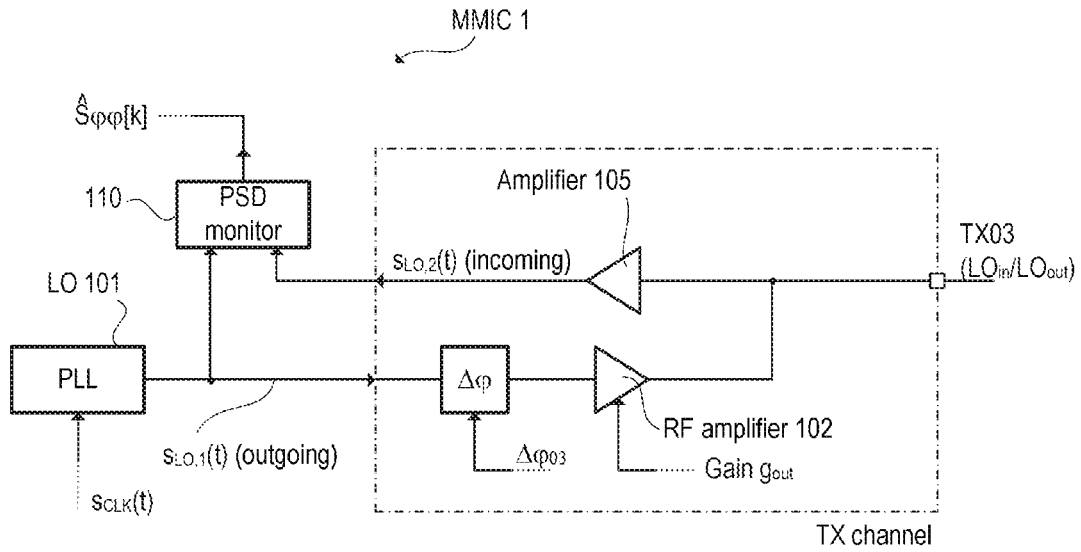 MMIC 1
Ŝφφ[k]
110
PSD
monitor
Amplifier 105
TX03
(LOin/LOout)
sLO,2(t) (incoming)
LO 101
PLL
Δφ
RF amplifier 102
sLO,1(t) (outgoing)
Δφ03
Gain gout
sCLK(t)
TX channel